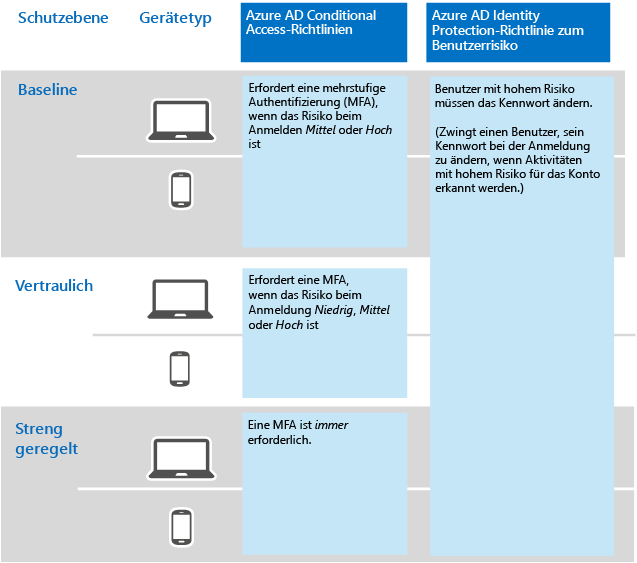 Schutzebene
Gerätetyp
Azure AD Conditional
Access-Richtlinien
Azure AD Identity
Protection-Richtlinie zum
Benutzerrisiko
Baseline
Erfordert eine mehrstufige
Authentifizierung (MFA),
wenn das Risiko beim
Anmelden Mittel oder Hoch
ist
Benutzer mit hohem Risiko
müssen das Kennwort ändern.
(Zwingt einen Benutzer, sein
Kennwort bei der Anmeldung
zu ändern, wenn Aktivitäten
mit hohem Risiko für das Konto
erkannt werden.)
Vertraulich
Erfordert eine MFA,
wenn das Risiko beim
Anmeldung Niedrig, Mittel
oder Hoch ist
Streng
geregelt
Eine MFA ist immer
erforderlich.